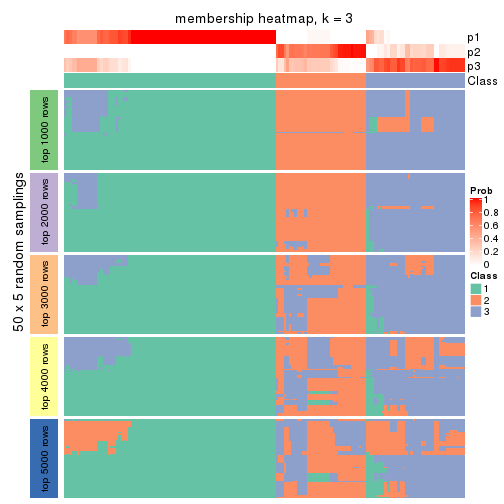 membership heatmap, k = 3
p1
p2
p3
Class
50 x 5 random samplings
top 1000 rows
top 2000 rows
top 3000 rows
top 4000 rows
top 5000 rows
Prob
1
0.8
0.6
0.4
0.2
0
Class
1
2
3